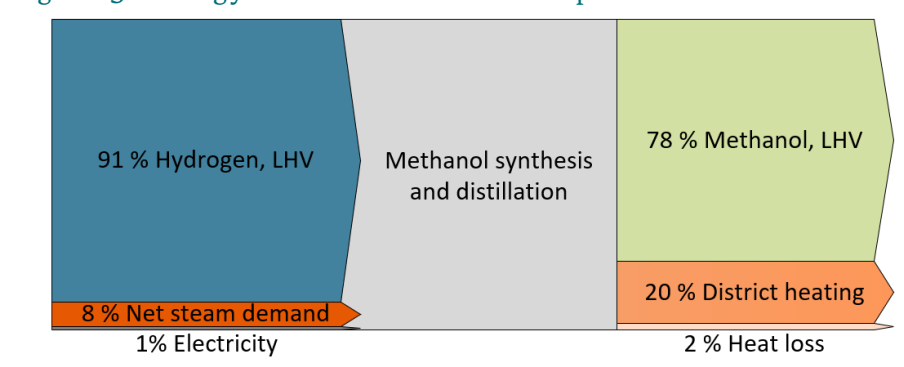 91 % Hydrogen, LHV
8 % Net steam demand
1% Electricity
Methanol synthesis
and distillation
78 % Methanol, LHV
20 % District heating
2 % Heat loss